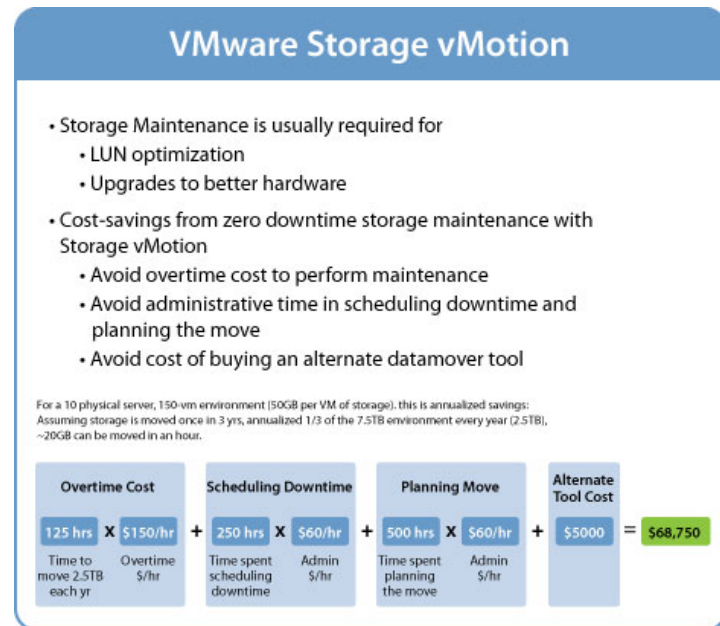 VMware Storage vMotion
• Storage Maintenance is usually required for
• LUN optimization
• Upgrades to better hardware
• Cost-savings from zero downtime storage maintenance with
Storage vMotion
• Avoid overtime cost to perform maintenance
• Avoid administrative time in scheduling downtime and
planning the move
• Avoid cost of buying an alternate datamover tool
For a 10 physical server, 150-vm environment (50GB per VM of storage). this is annualized savings:
Assuming storage is moved once in 3 yrs, annualized 1/3 of the 7.5TB environment every year (2.5TB),
~20GB can be moved in an hour.
Overtime Cost
125 hrs X $150/hr
Time to
move 2.5TB
each yr
Overtime
$/hr
+
Scheduling Downtime
250 hrs X $60/hr
Time spent
scheduling
downtime
Admin
$/hr
+
Planning Move
500 hrs X $60/hr
Time spent
planning
the move
Admin
$/hr
+
Alternate
Tool Cost
$5000
= $68,750